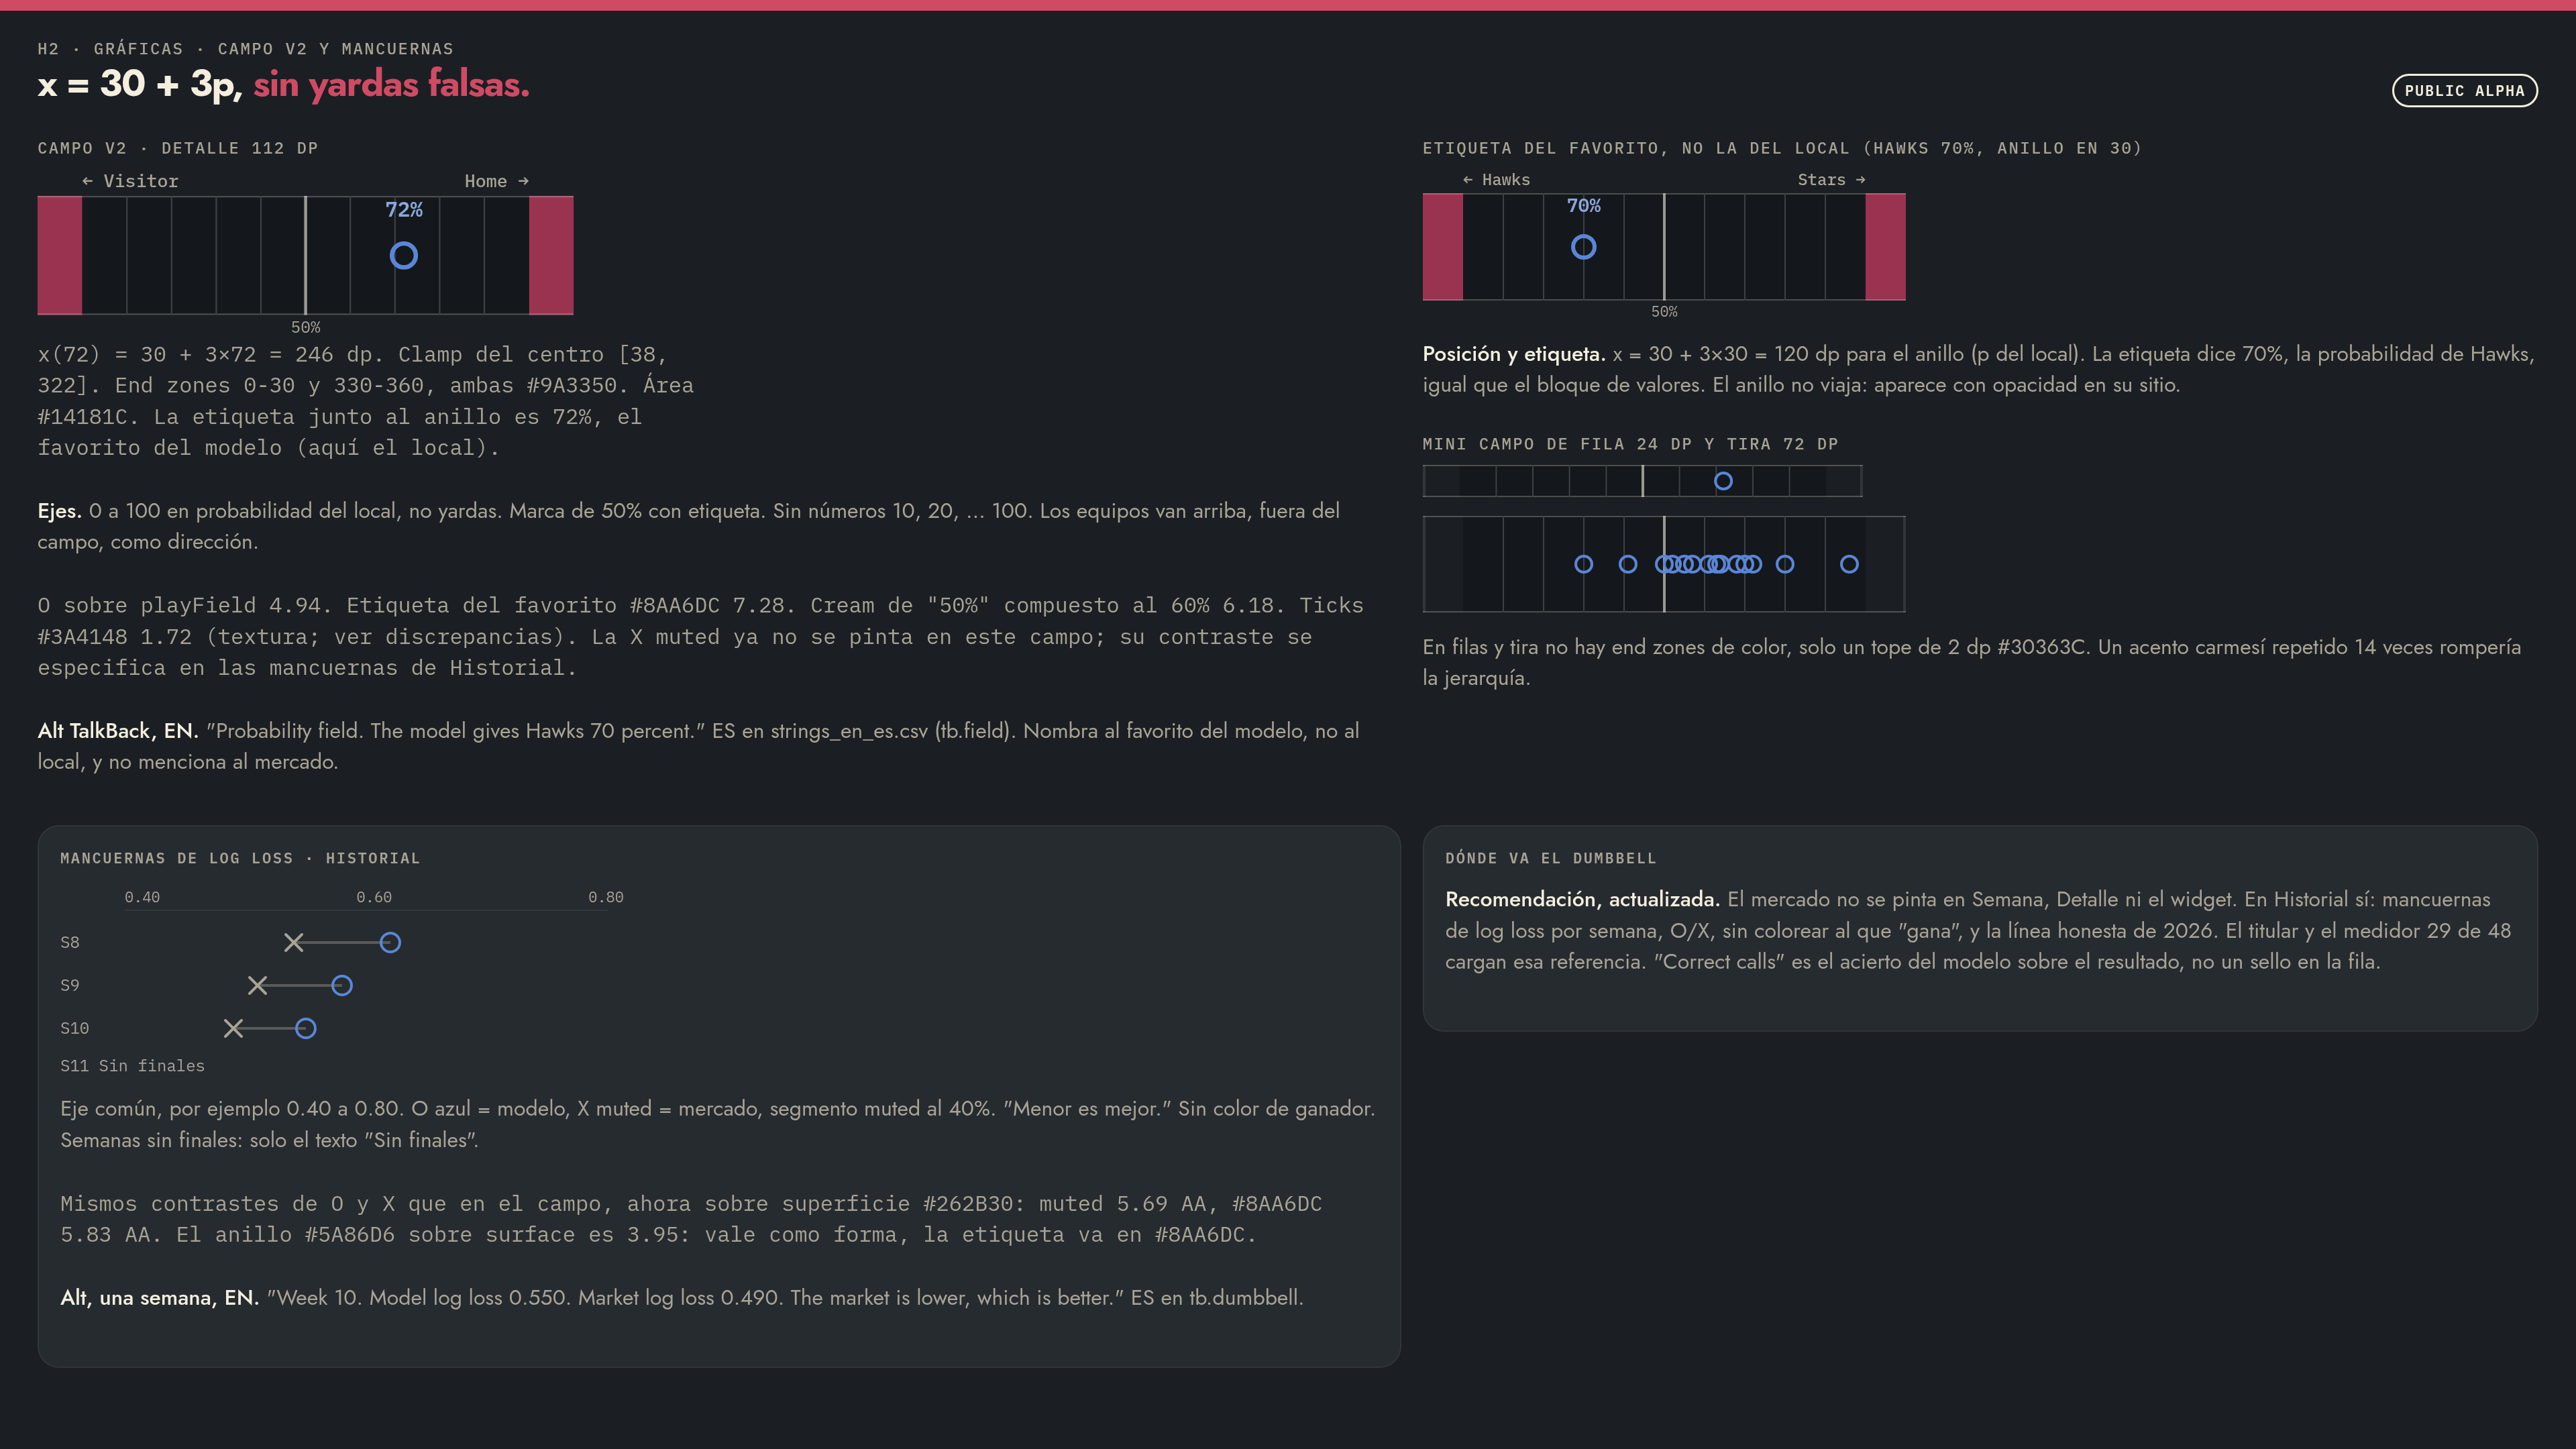 H2 · GRÁFICAS · CAMPO V2 Y MANCUERNAS
x = 30 + 3p, sin yardas falsas.
PUBLIC ALPHA
CAMPO V2 · DETALLE 112 DP
← Visitor
Home →
72%
50%
x(72) = 30 + 3×72 = 246 dp. Clamp del centro [38,
322]. End zones 0-30 y 330-360, ambas #9A3350. Área
#14181C. La etiqueta junto al anillo es 72%, el
favorito del modelo (aquí el local).
Ejes. 0 a 100 en probabilidad del local, no yardas. Marca de 50% con etiqueta. Sin números 10, 20, ... 100. Los equipos van arriba, fuera del
campo, como dirección.
O sobre playField 4.94. Etiqueta del favorito #8AA6DC 7.28. Cream de "50%" compuesto al 60% 6.18. Ticks
#3A4148 1.72 (textura; ver discrepancias). La X muted ya no se pinta en este campo; su contraste se
especifica en las mancuernas de Historial.
Alt TalkBack, EN. "Probability field. The model gives Hawks 70 percent." ES en strings_en_es.csv (tb.field). Nombra al favorito del modelo, no al
local, y no menciona al mercado.
ETIQUETA DEL FAVORITO, NO LA DEL LOCAL (HAWKS 70%, ANILLO EN 30)
← Hawks
Stars →
70%
50%
Posición y etiqueta. x = 30 + 3×30 = 120 dp para el anillo (p del local). La etiqueta dice 70%, la probabilidad de Hawks,
igual que el bloque de valores. El anillo no viaja: aparece con opacidad en su sitio.
MINI CAMPO DE FILA 24 DP Y TIRA 72 DP
En filas y tira no hay end zones de color, solo un tope de 2 dp #30363C. Un acento carmesí repetido 14 veces rompería
la jerarquía.
MANCUERNAS DE LOG LOSS · HISTORIAL
0.40
0.60
0.80
S8
S9
S10
S11 Sin finales
Eje común, por ejemplo 0.40 a 0.80. O azul = modelo, X muted = mercado, segmento muted al 40%. "Menor es mejor." Sin color de ganador.
Semanas sin finales: solo el texto "Sin finales".
Mismos contrastes de O y X que en el campo, ahora sobre superficie #262B30: muted 5.69 AA, #8AA6DC
5.83 AA. El anillo #5A86D6 sobre surface es 3.95: vale como forma, la etiqueta va en #8AA6DC.
Alt, una semana, EN. "Week 10. Model log loss 0.550. Market log loss 0.490. The market is lower, which is better." ES en tb.dumbbell.
DÓNDE VA EL DUMBBELL
Recomendación, actualizada. El mercado no se pinta en Semana, Detalle ni el widget. En Historial sí: mancuernas
de log loss por semana, O/X, sin colorear al que "gana", y la línea honesta de 2026. El titular y el medidor 29 de 48
cargan esa referencia. "Correct calls" es el acierto del modelo sobre el resultado, no un sello en la fila.